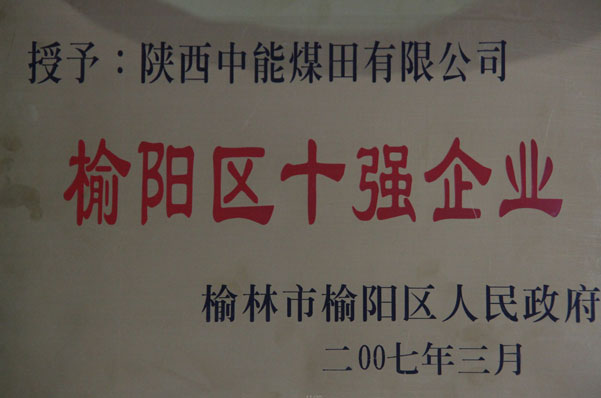 授予：陕西中能煤田有限公司
榆阳区十强企业
榆林市榆阳区人民政府
二00七年三月